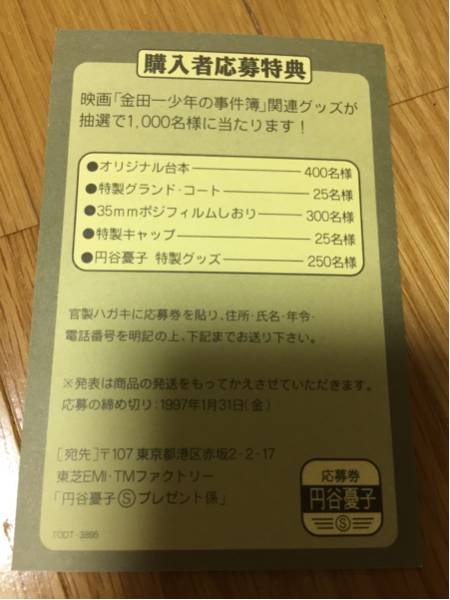 購入者応募特典
映画「金田一少年の事件簿」関連グッズが
抽選で1,000名様に当たります！
●オリジナル台本――400名様
●特製グランド・コート――25名様
●35mmポジフィルムしおり――300名様
●特製キャップ――25名様
●円谷憂子 特製グッズ――250名様
官製ハガキに応募券を貼り、住所・氏名・年令・
電話番号を明記の上、下記までお送り下さい。
※発表は商品の発送をもってかえさせていただきます。
応募の締め切り：1997年1月31日（金）
［宛先］〒107 東京都港区赤坂2-2-17
東芝EMI・TMファクトリー
「円谷憂子Ⓢプレゼント係」
応募券
円谷憂子
Ⓢ
TODT-3895